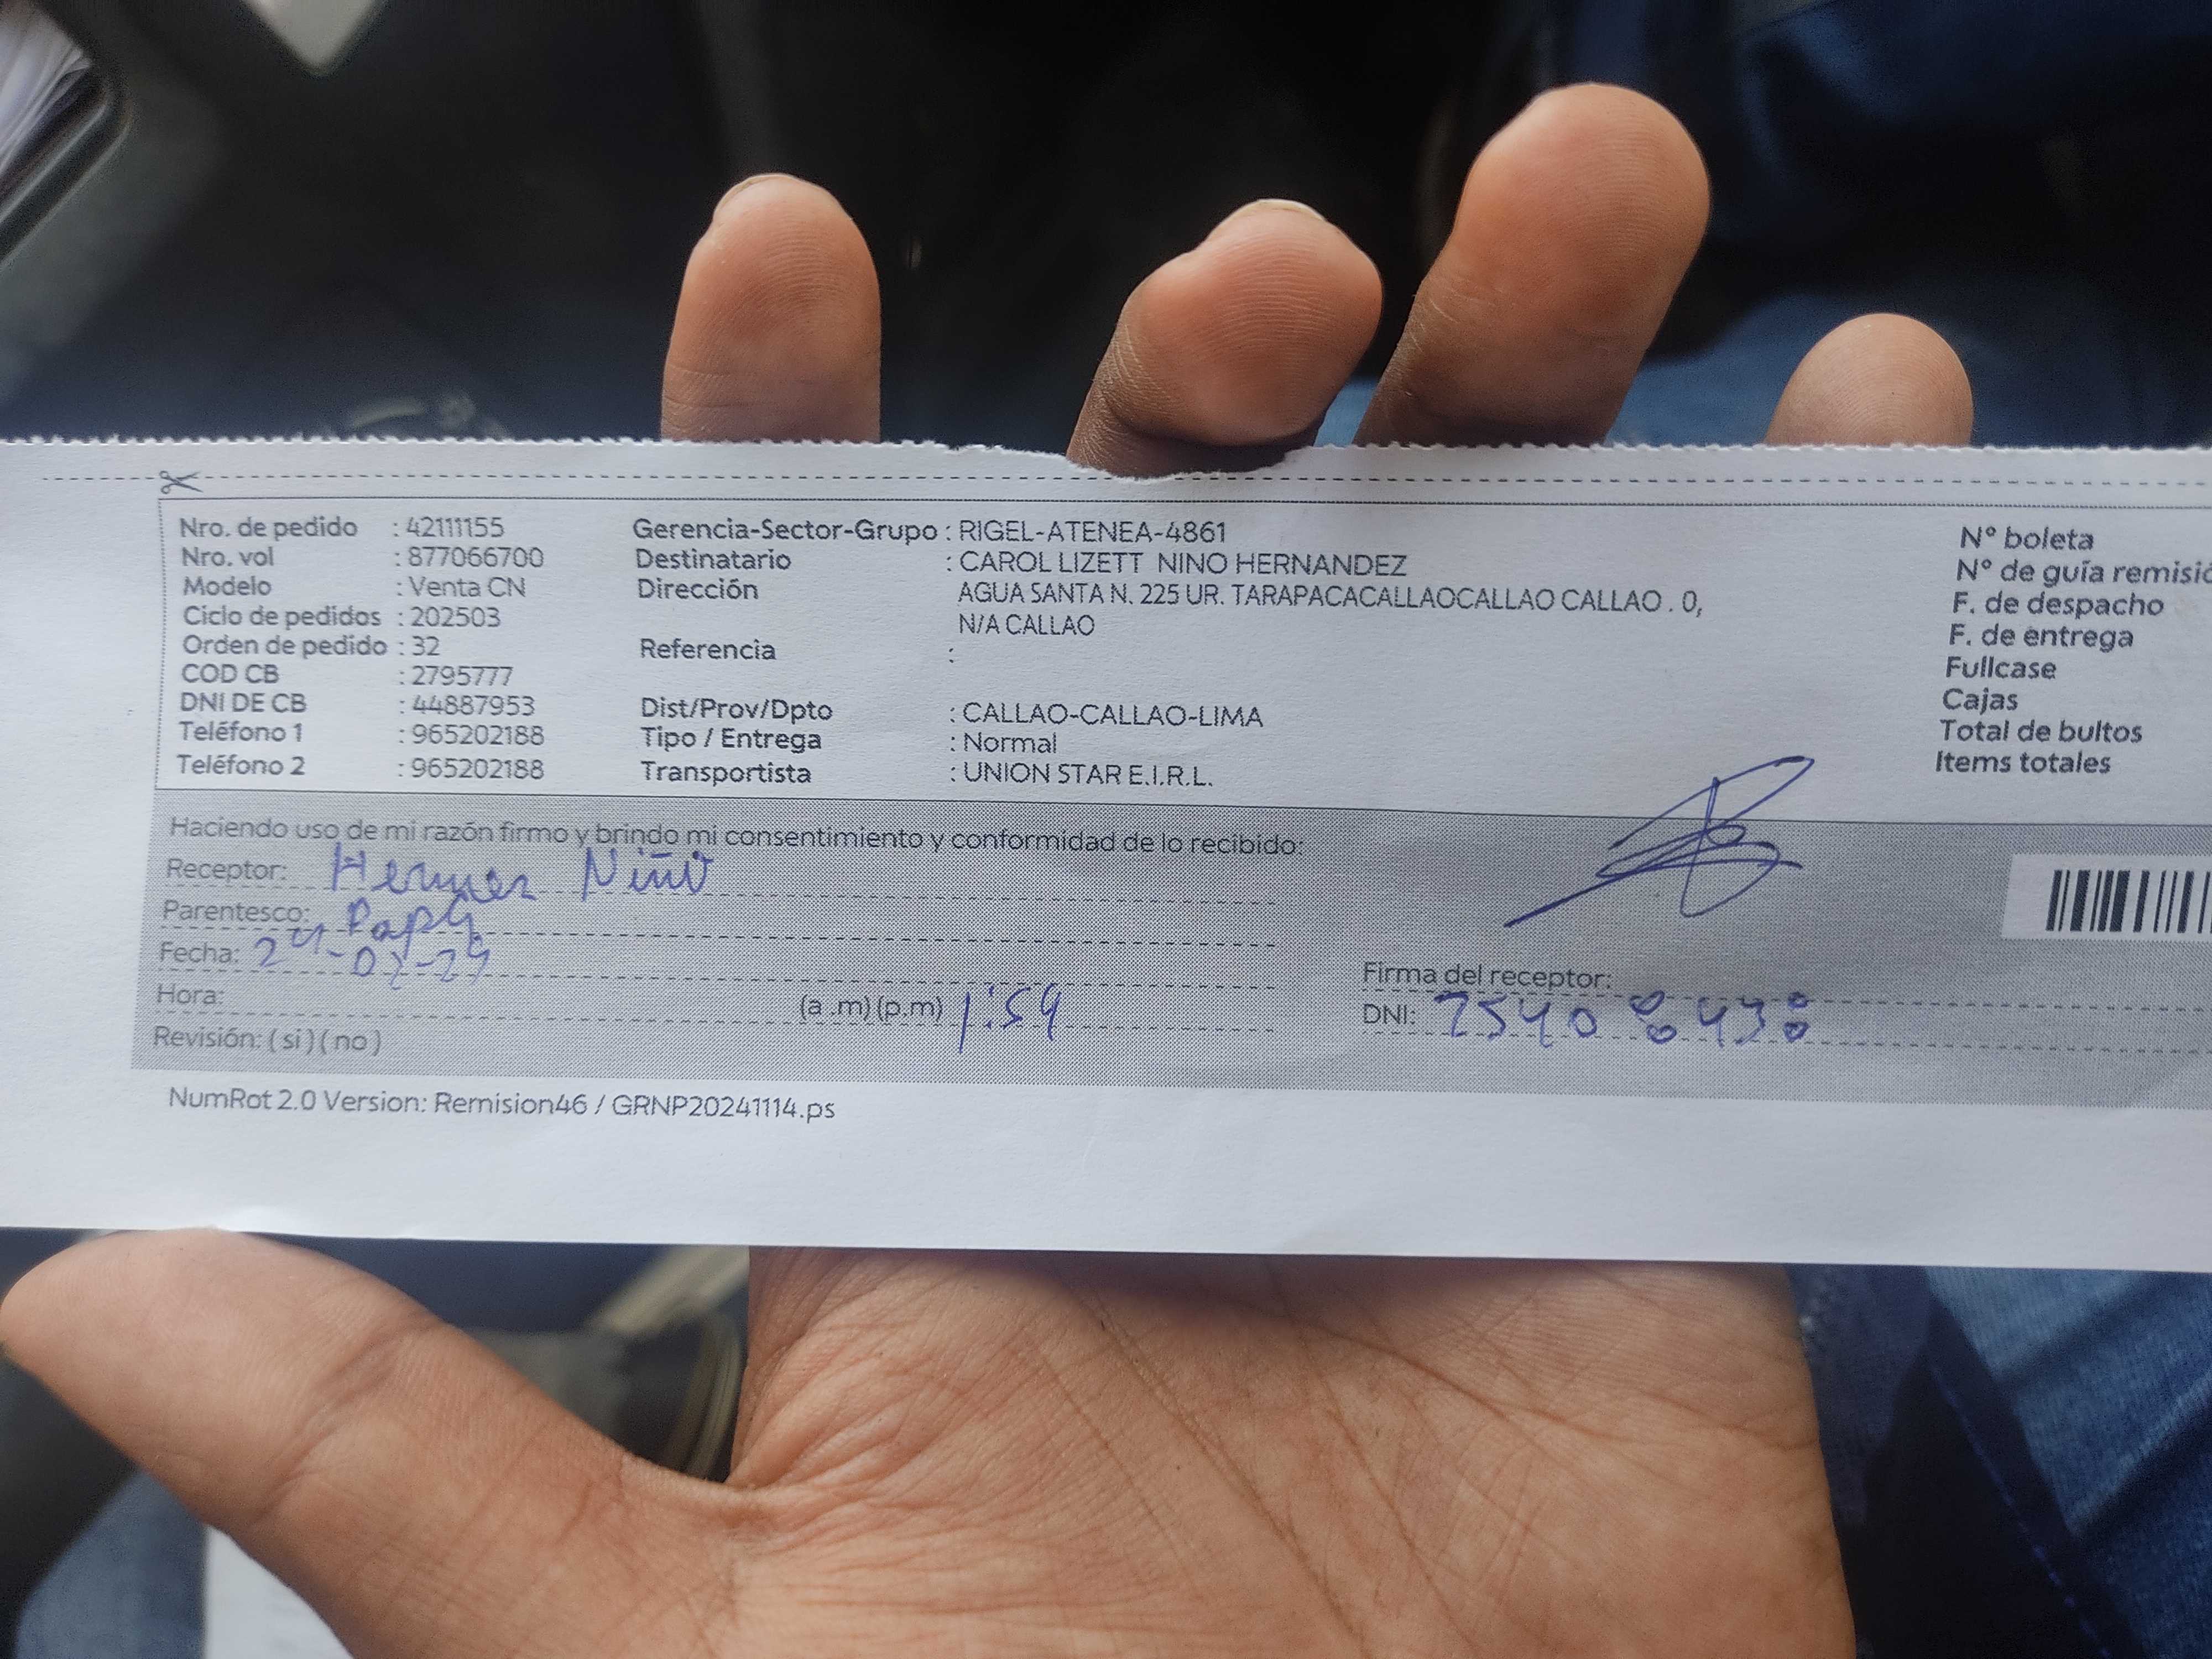 Nro. de pedido : 42111155
Nro. vol : 877066700
Modelo : Venta CN
Ciclo de pedidos : 202503
Orden de pedido : 32
COD CB : 2795777
DNI DE CB : 44887953
Teléfono 1 : 965202188
Teléfono 2 : 965202188
Gerencia-Sector-Grupo : RIGEL-ATENEA-4861
Destinatario : CAROL LIZETT NINO HERNANDEZ
Dirección AGUA SANTA N. 225 UR. TARAPACACALLAOCALLAO CALLAO . 0,
N/A CALLAO
Referencia :
Dist/Prov/Dpto : CALLAO-CALLAO-LIMA
Tipo / Entrega : Normal
Transportista : UNION STAR E.I.R.L.
N° boleta
N° de guía remisió
F. de despacho
F. de entrega
Fullcase
Cajas
Total de bultos
Items totales
Haciendo uso de mi razón firmo y brindo mi consentimiento y conformidad de lo recibido:
Receptor: Hermes Niño
Parentesco: Papá
Fecha:
Hora: (a .m) (p.m) 1:59
Revisión: ( si ) ( no )
Firma del receptor:
DNI: 25408438
NumRot 2.0 Version: Remision46 / GRNP20241114.ps